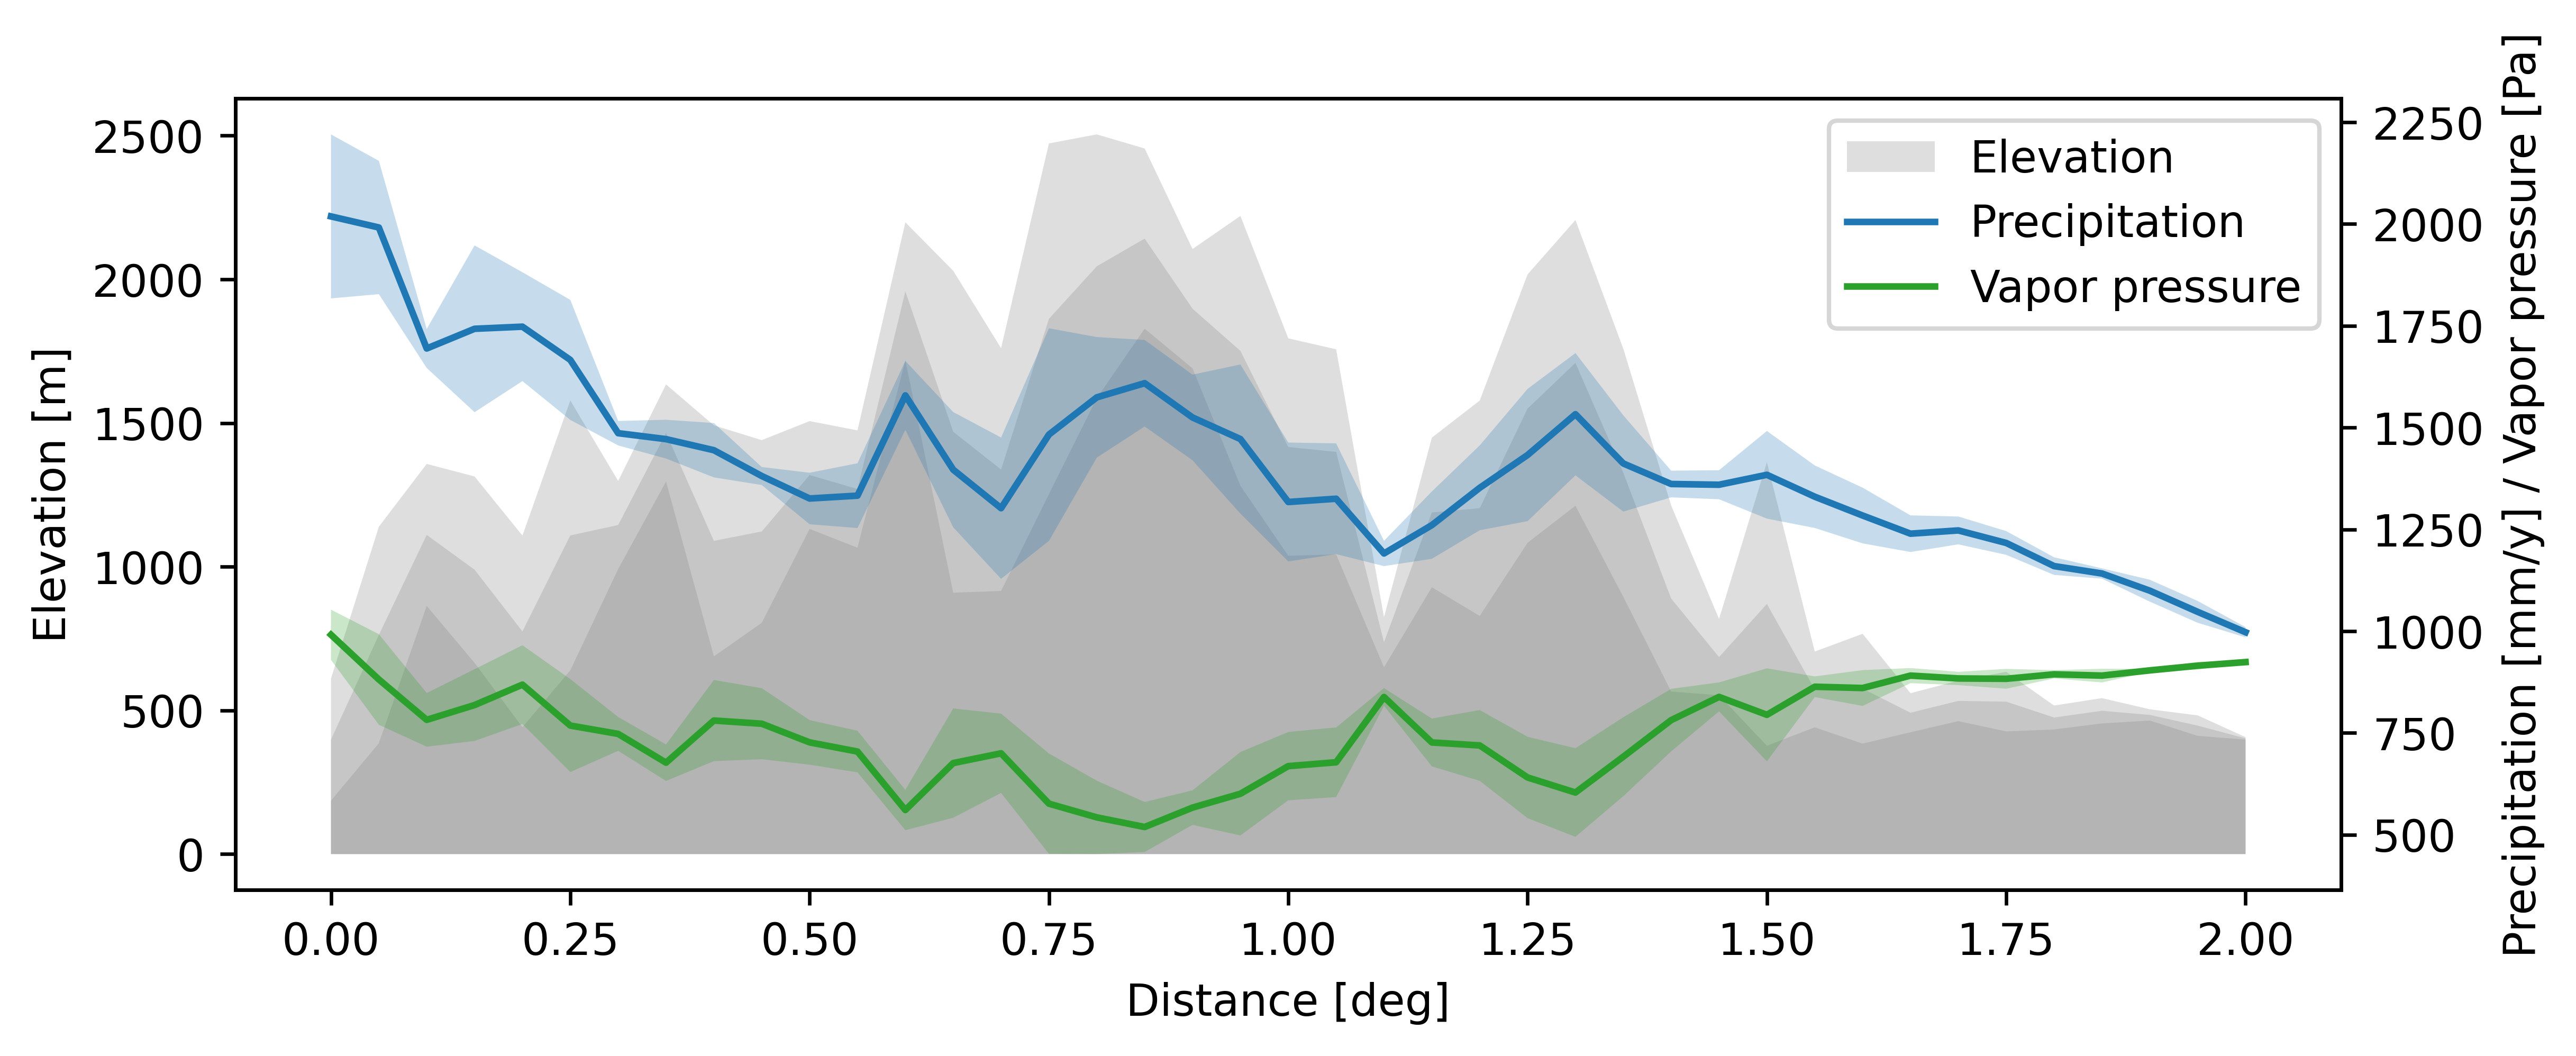 Elevation [m]
2500
2000
1500
1000
500
0
Elevation
Precipitation
Vapor pressure
2250
2000
1750
1500
1250
1000
750
500
Precipitation [mm/y] / Vapor pressure [Pa]
0.00 0.25 0.50 0.75 1.00 1.25 1.50 1.75 2.00
Distance [deg]